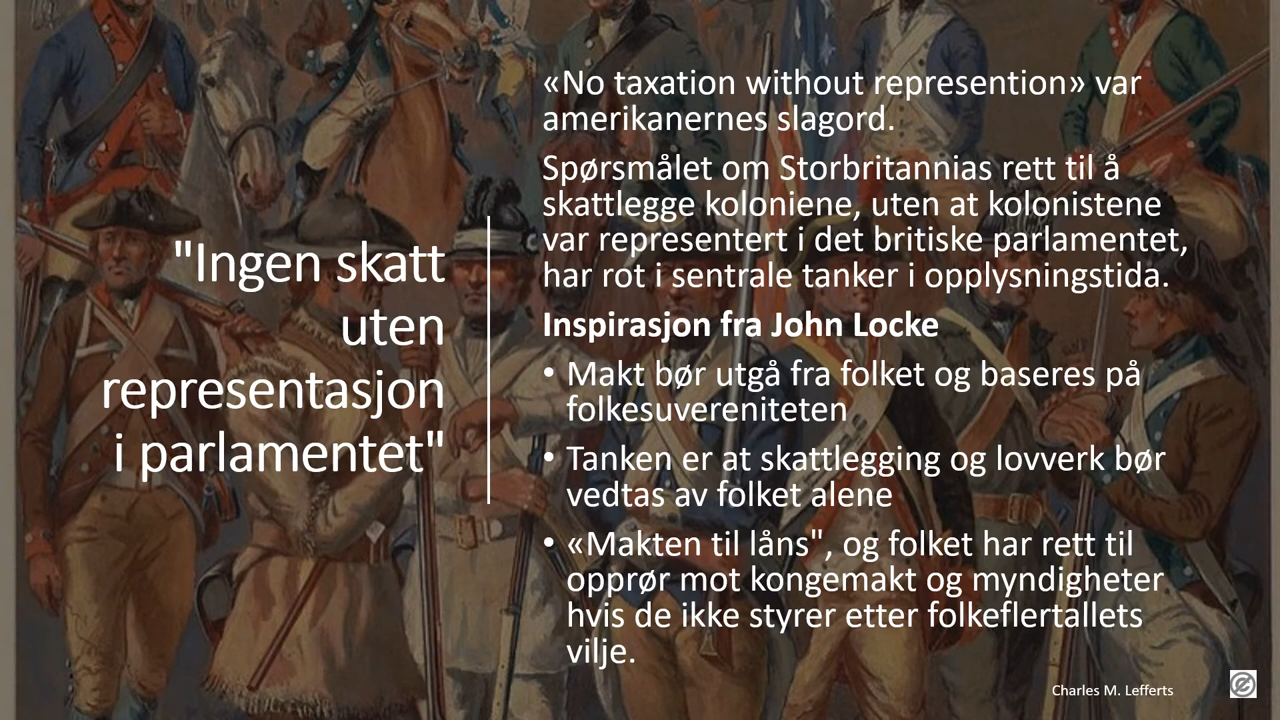 "Ingen skatt
uten
representasjon
i parlamentet"
«No taxation without represention» var
amerikanernes slagord.
Spørsmålet om Storbritannias rett til å
skattlegge koloniene, uten at kolonistene
var representert i det britiske parlamentet,
har rot i sentrale tanker i opplysningstida.
Inspirasjon fra John Locke
• Makt bør utgå fra folket og baseres på
folkesuvereniteten
• Tanken er at skattlegging og lovverk bør
vedtas av folket alene
• «Makten til låns", og folket har rett til
opprør mot kongemakt og myndigheter
hvis de ikke styrer etter folkeflertallets
vilje.
Charles M. Lefferts